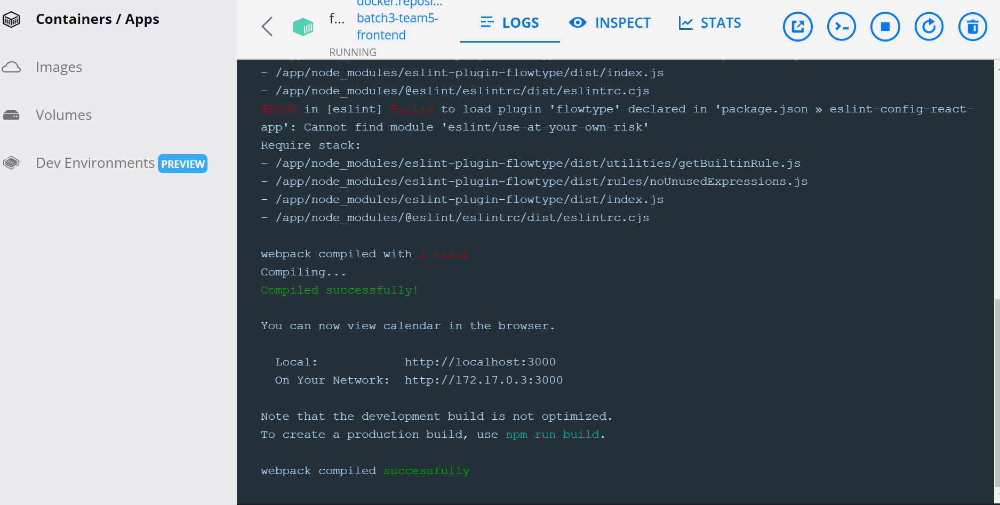 Containers / Apps
Images
Volumes
Dev Environments PREVIEW
f...
docker.reposi...
batch3-team5-
frontend
RUNNING
LOGS
INSPECT
STATS
- /app/node_modules/eslint-plugin-flowtype/dist/index.js
- /app/node_modules/@eslint/eslintrc/dist/eslintrc.cjs
ERROR in [eslint] Failed to load plugin 'flowtype' declared in 'package.json » eslint-config-react-
app': Cannot find module 'eslint/use-at-your-own-risk'
Require stack:
- /app/node_modules/eslint-plugin-flowtype/dist/utilities/getBuiltinRule.js
- /app/node_modules/eslint-plugin-flowtype/dist/rules/noUnusedExpressions.js
- /app/node_modules/eslint-plugin-flowtype/dist/index.js
- /app/node_modules/@eslint/eslintrc/dist/eslintrc.cjs
webpack compiled with 1 error
Compiling...
Compiled successfully!
You can now view calendar in the browser.
Local: http://localhost:3000
On Your Network: http://172.17.0.3:3000
Note that the development build is not optimized.
To create a production build, use npm run build.
webpack compiled successfully